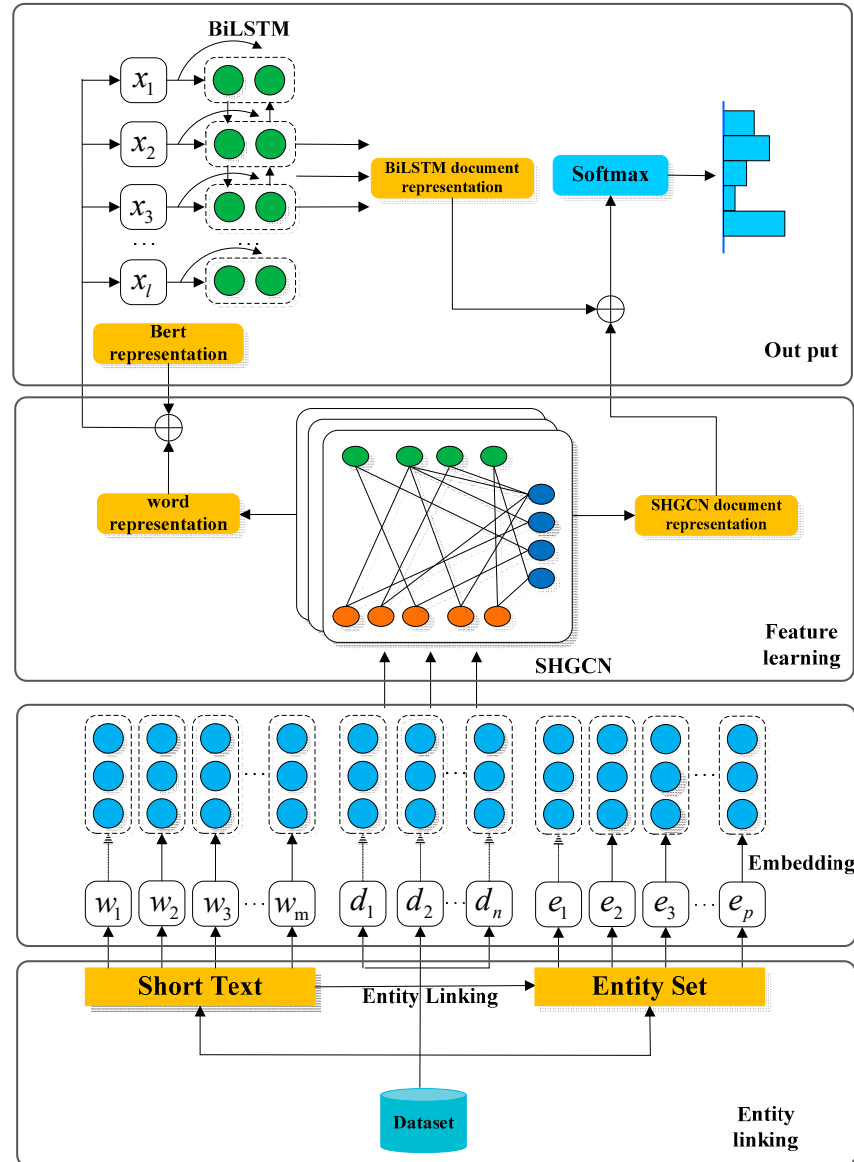 BiLSTM
x1
x2
x3
...
...
xl
BiLSTM document
representation
Softmax
Bert
representation
Out put
word
representation
SHGCN document
representation
SHGCN
Feature
learning
...
...
...
Embedding
w1 w2 w3 ... wm d1 d2 ... dn e1 e2 e3 ... ep
Short Text
Entity Linking
Entity Set
Dataset
Entity
linking